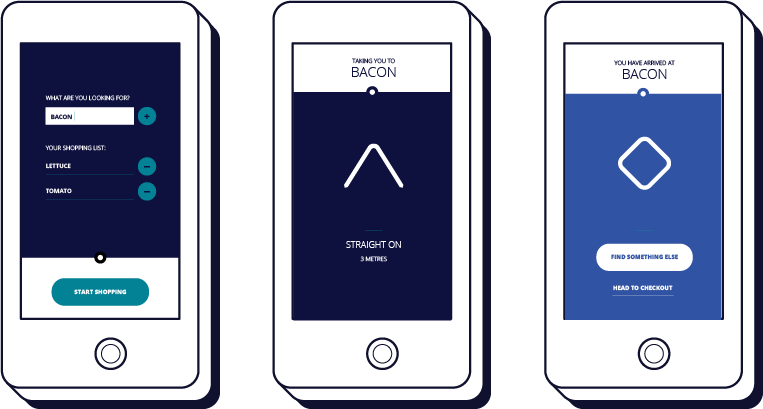 WHAT ARE YOU LOOKING FOR?
BACON
YOUR SHOPPING LIST:
LETTUCE
TOMATO
START SHOPPING
TAKING YOU TO
BACON
STRAIGHT ON
3 METRES
YOU HAVE ARRIVED AT
BACON
FIND SOMETHING ELSE
HEAD TO CHECKOUT